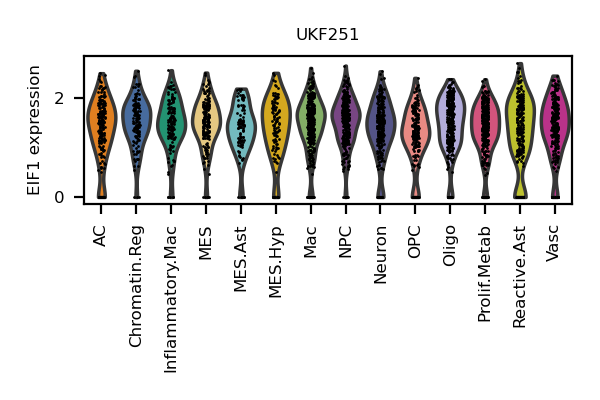 UKF251
EIF1 expression
2
0
AC
Chromatin.Reg
Inflammatory.Mac
MES
MES.Ast
MES.Hyp
Mac
NPC
Neuron
OPC
Oligo
Prolif.Metab
Reactive.Ast
Vasc